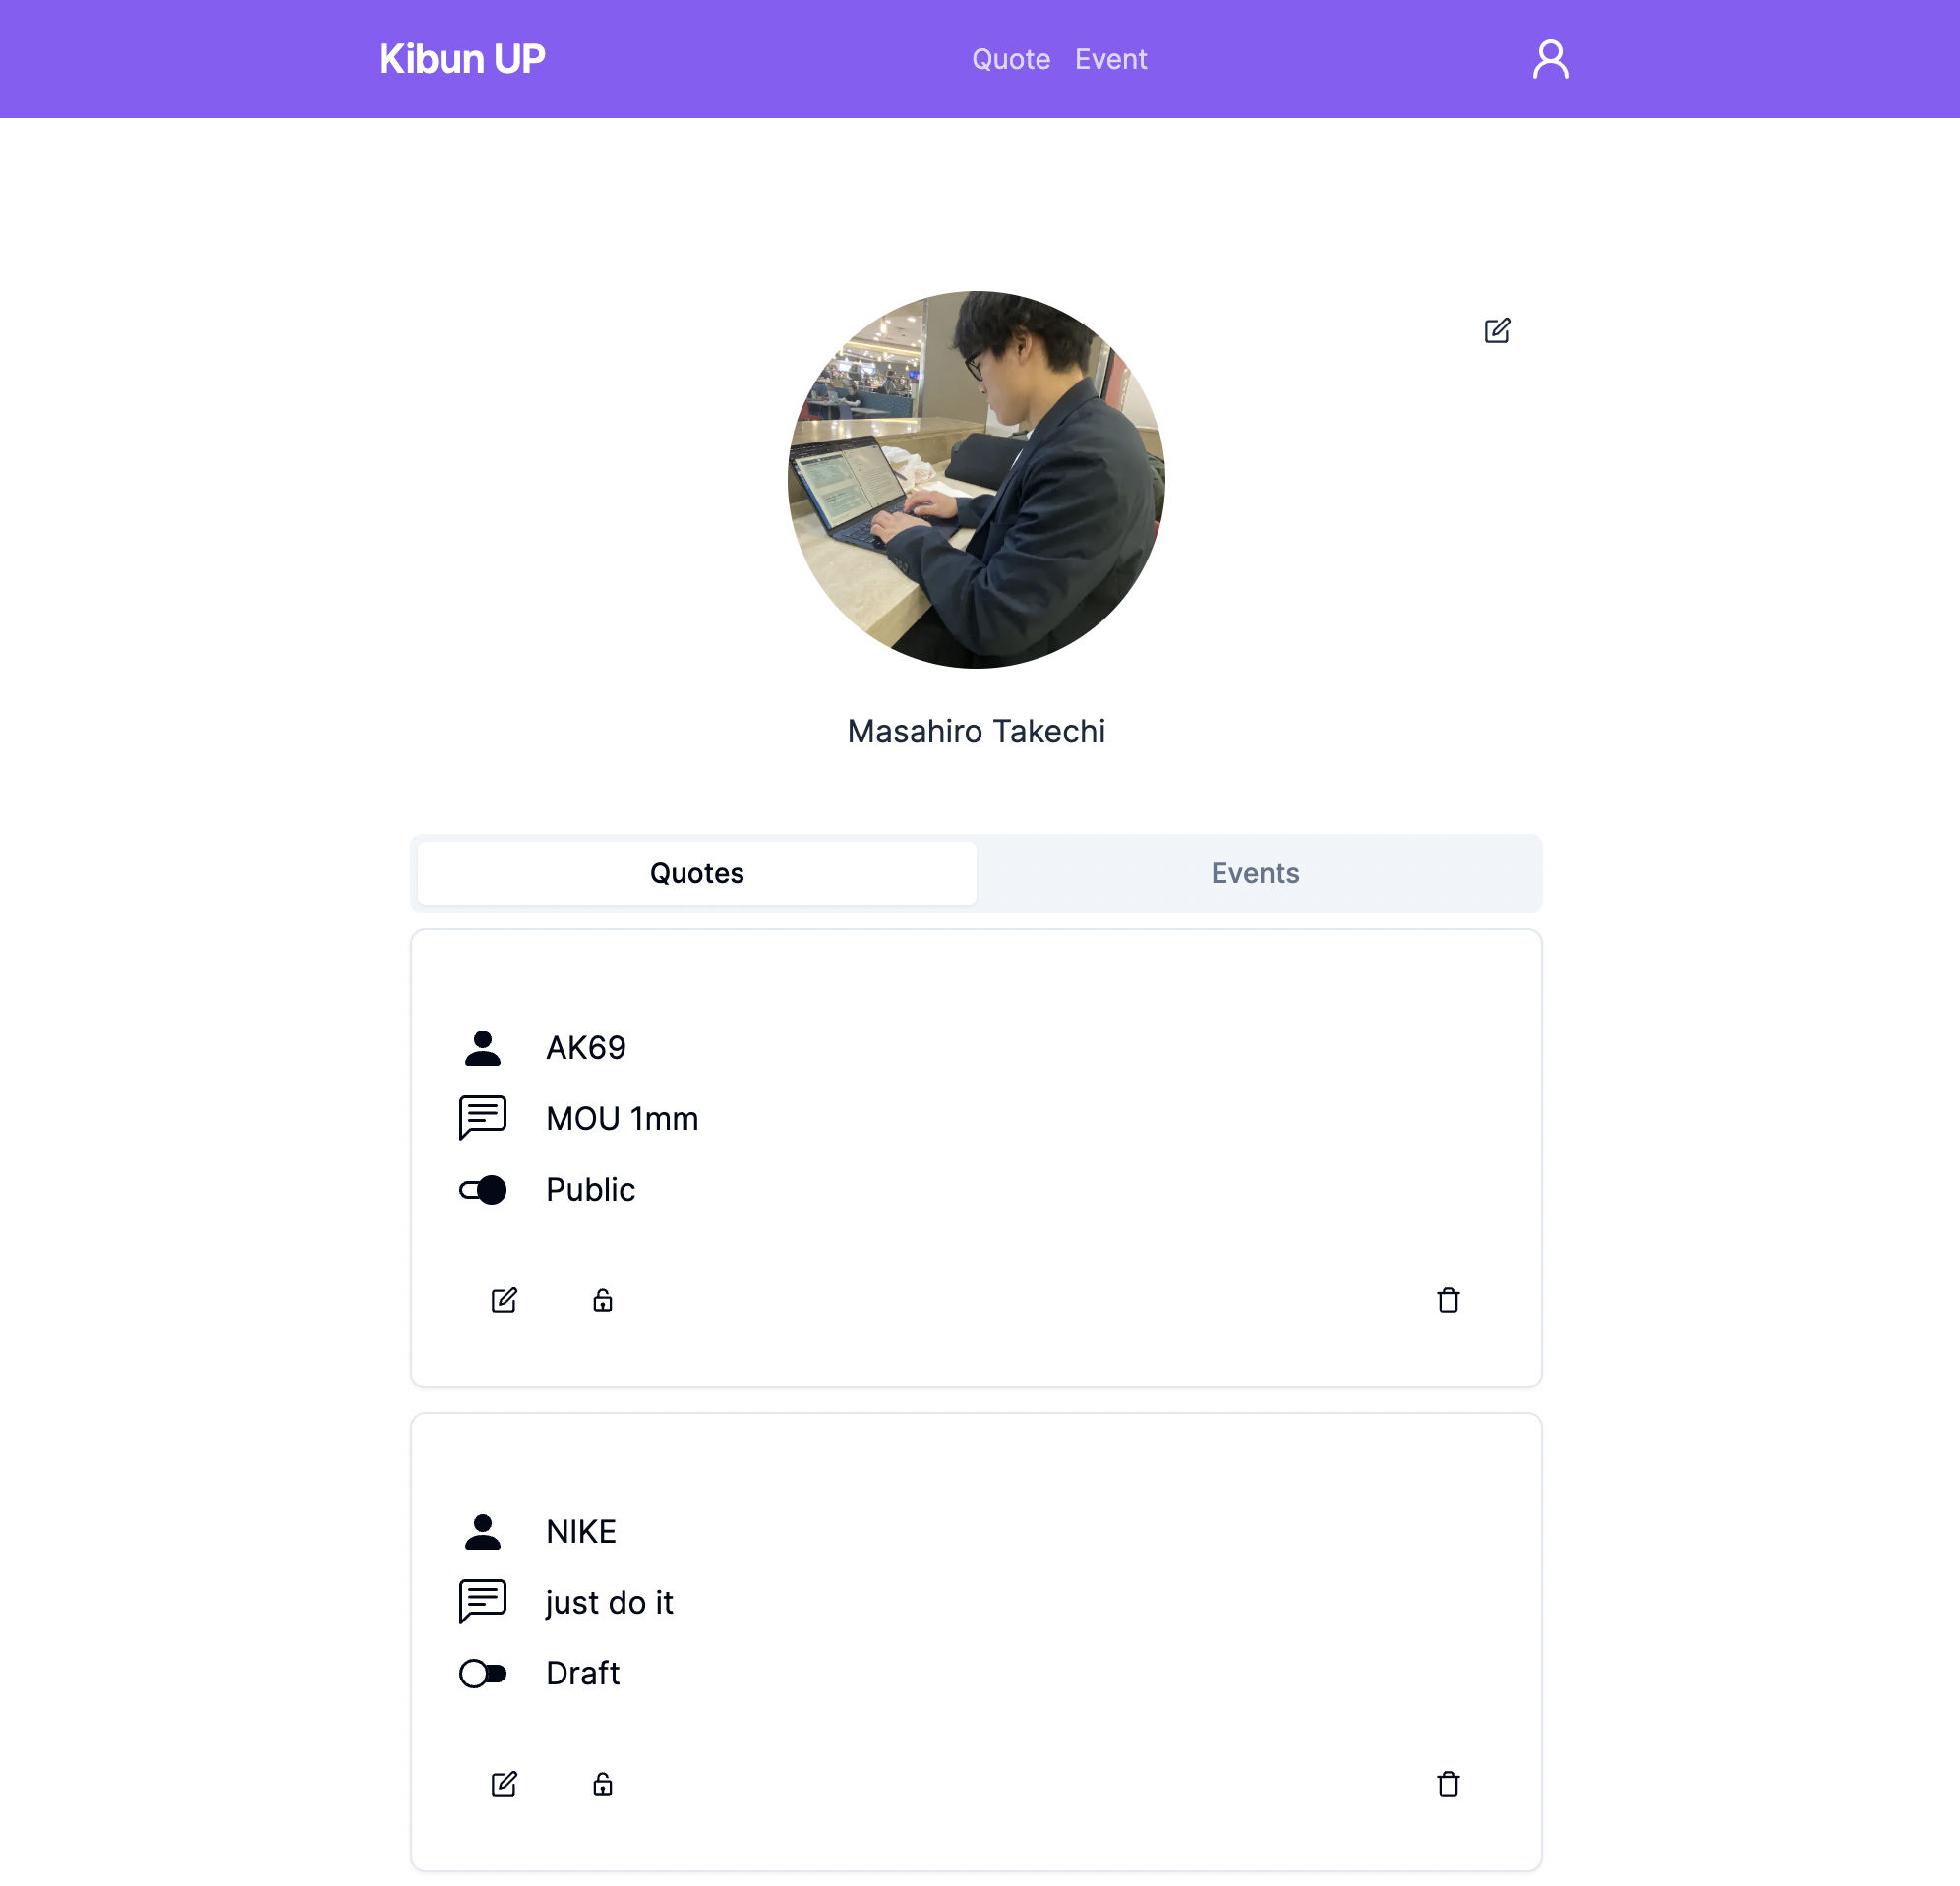 Kibun UP
Quote Event
Masahiro Takechi
Quotes Events
AK69
MOU 1mm
Public
NIKE
just do it
Draft